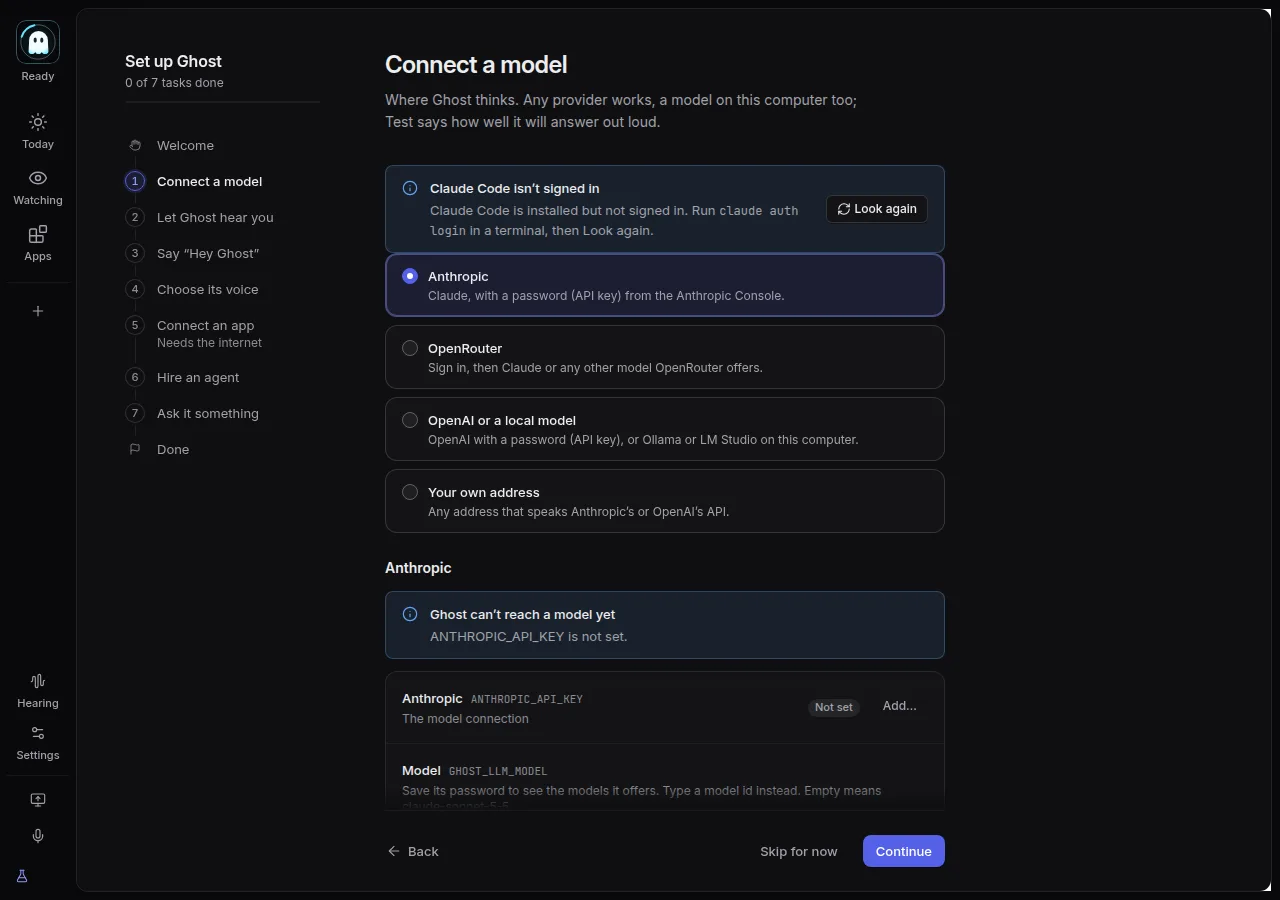 Ready
Today
Watching
Apps
Hearing
Settings
Set up Ghost
0 of 7 tasks done
Welcome
1 Connect a model
2 Let Ghost hear you
3 Say “Hey Ghost”
4 Choose its voice
5 Connect an app
Needs the internet
6 Hire an agent
7 Ask it something
Done
Connect a model
Where Ghost thinks. Any provider works, a model on this computer too;
Test says how well it will answer out loud.
Claude Code isn’t signed in
Claude Code is installed but not signed in. Run claude auth
login in a terminal, then Look again.
Look again
Anthropic
Claude, with a password (API key) from the Anthropic Console.
OpenRouter
Sign in, then Claude or any other model OpenRouter offers.
OpenAI or a local model
OpenAI with a password (API key), or Ollama or LM Studio on this computer.
Your own address
Any address that speaks Anthropic’s or OpenAI’s API.
Anthropic
Ghost can’t reach a model yet
ANTHROPIC_API_KEY is not set.
Anthropic ANTHROPIC_API_KEY
The model connection
Not set
Add...
Model GHOST_LLM_MODEL
Save its password to see the models it offers. Type a model id instead. Empty means
Back
Skip for now
Continue